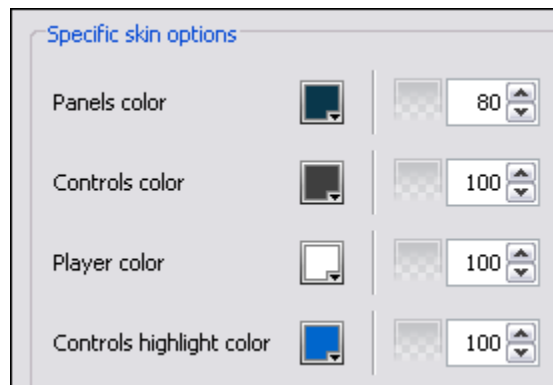 Specific skin options
Panels color 80
Controls color 100
Player color 100
Controls highlight color 100